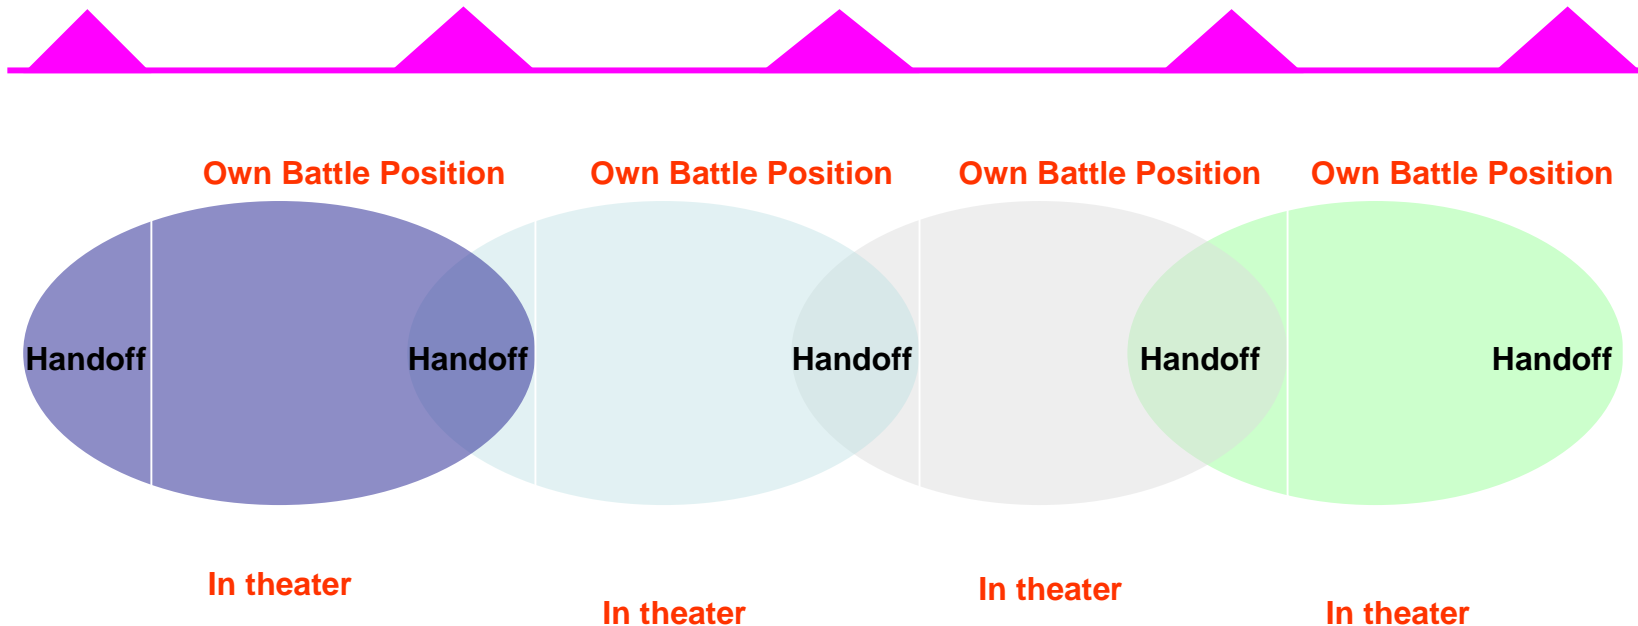 Own Battle Position
Own Battle Position
Own Battle Position
Own Battle Position
Handoff
Handoff
Handoff
Handoff
Handoff
In theater
In theater
In theater
In theater